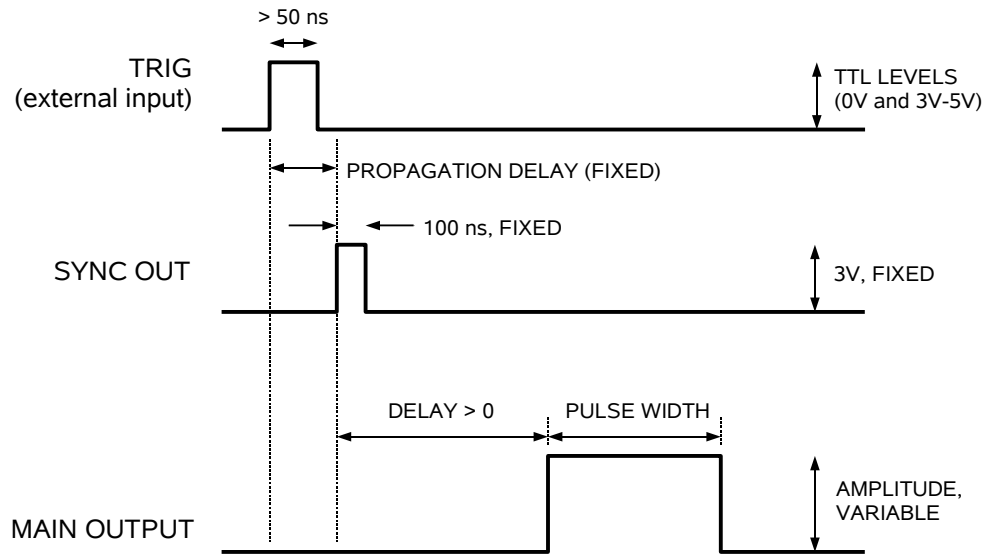 > 50 ns
TRIG
(external input)
TTL LEVELS
(0V and 3V-5V)
PROPAGATION DELAY (FIXED)
100 ns, FIXED
SYNC OUT
3V, FIXED
DELAY > 0
PULSE WIDTH
AMPLITUDE,
VARIABLE
MAIN OUTPUT